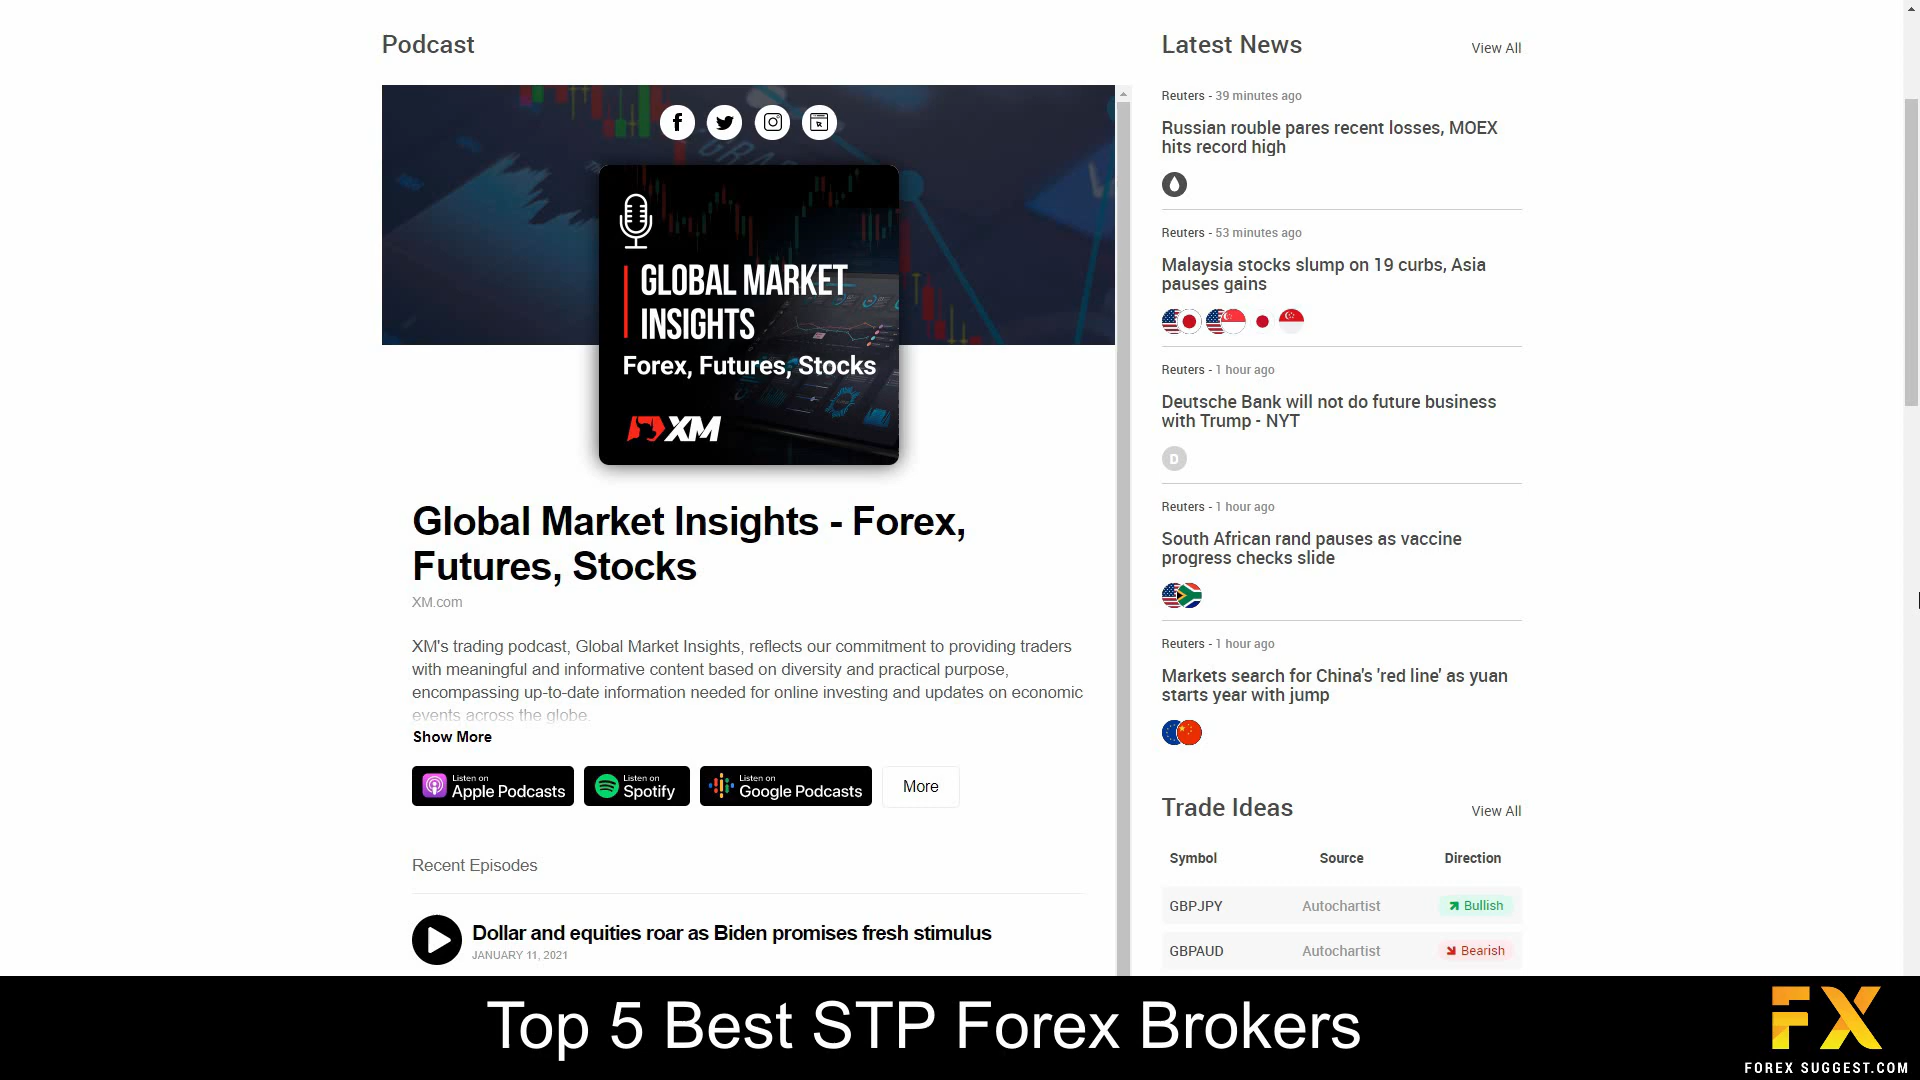 Podcast
GLOBAL MARKET
INSIGHTS
Forex, Futures, Stocks
XM
Global Market Insights - Forex,
Futures, Stocks
XM.com
XM's trading podcast, Global Market Insights, reflects our commitment to providing traders
with meaningful and informative content based on diversity and practical purpose,
encompassing up-to-date information needed for online investing and updates on economic
events across the globe.
Show More
Listen on
Apple Podcasts
Listen on
Spotify
Listen on
Google Podcasts
More
Recent Episodes
Dollar and equities roar as Biden promises fresh stimulus
JANUARY 11, 2021
Latest News
View All
Reuters - 39 minutes ago
Russian rouble pares recent losses, MOEX
hits record high
Reuters - 53 minutes ago
Malaysia stocks slump on 19 curbs, Asia
pauses gains
Reuters - 1 hour ago
Deutsche Bank will not do future business
with Trump - NYT
D
Reuters - 1 hour ago
South African rand pauses as vaccine
progress checks slide
Reuters - 1 hour ago
Markets search for China's 'red line' as yuan
starts year with jump
Trade Ideas
View All
Symbol Source Direction
GBPJPY Autochartist Bullish
GBPAUD Autochartist Bearish
Top 5 Best STP Forex Brokers
FX
FOREX SUGGEST.COM